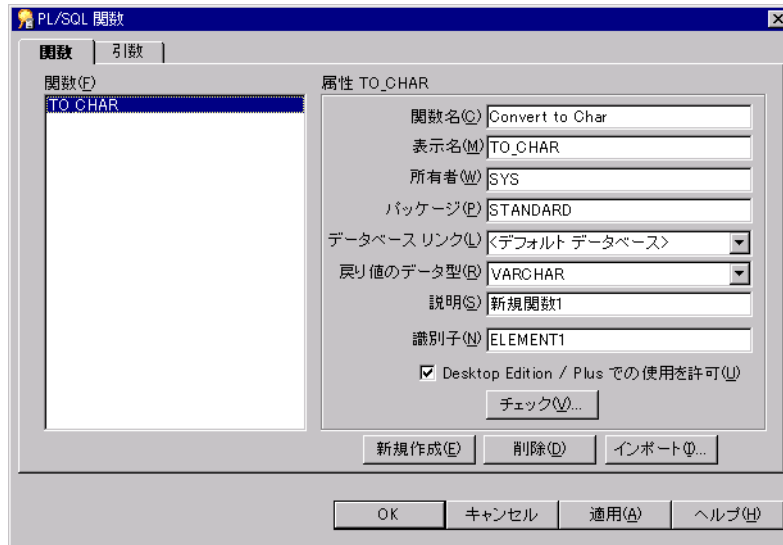 PL/SQL 関数
関数 引数
関数(F)
TO_CHAR
属性 TO_CHAR
関数名(C) Convert to Char
表示名(M) TO_CHAR
所有者(W) SYS
パッケージ(P) STANDARD
データベース リンク(L) <デフォルト データベース>
戻り値のデータ型(R) VARCHAR
説明(S) 新規関数1
識別子(N) ELEMENT1
Desktop Edition / Plus での使用を許可(U)
チェック(V)...
新規作成(E) 削除(D) インポート(I)...
OK キャンセル 適用(A) ヘルプ(H)